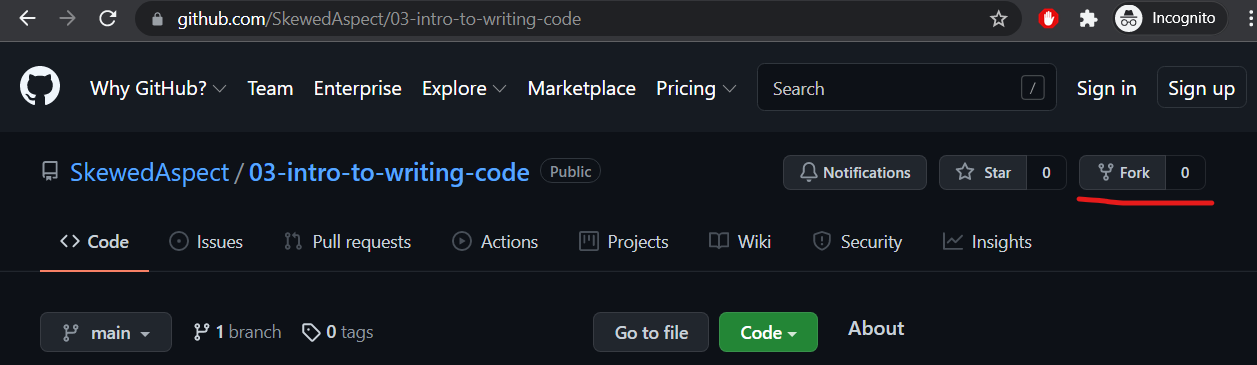 github.com/SkewedAspect/03-intro-to-writing-code Incognito
Why GitHub? Team Enterprise Explore Marketplace Pricing Search / Sign in Sign up
SkewedAspect / 03-intro-to-writing-code Public Notifications Star 0 Fork 0
Code Issues Pull requests Actions Projects Wiki Security Insights
main 1 branch 0 tags Go to file Code About